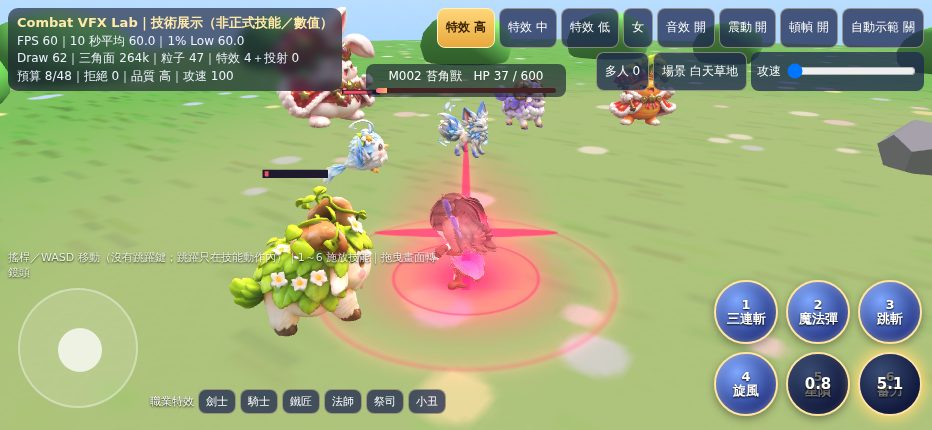 Combat VFX Lab｜技術展示（非正式技能／數值）
FPS 60｜10 秒平均 60.0｜1% Low 60.0
Draw 62｜三角面 264k｜粒子 47｜特效 4＋投射 0
預算 8/48｜拒絕 0｜品質 高｜攻速 100
特效 高
特效 中
特效 低
女
音效 開
震動 開
頓幀 開
自動示範 關
M002 苔角獸 HP 37 / 600
多人 0
場景 白天草地
攻速
搖桿／WASD 移動（沒有跳躍鍵；跳躍只在技能動作內）｜1～6 施放技能｜拖曳畫面轉
鏡頭
1
三連斬
2
魔法彈
3
跳斬
4
旋風
0.8
5.1
職業特效
劍士
騎士
鐵匠
法師
祭司
小丑